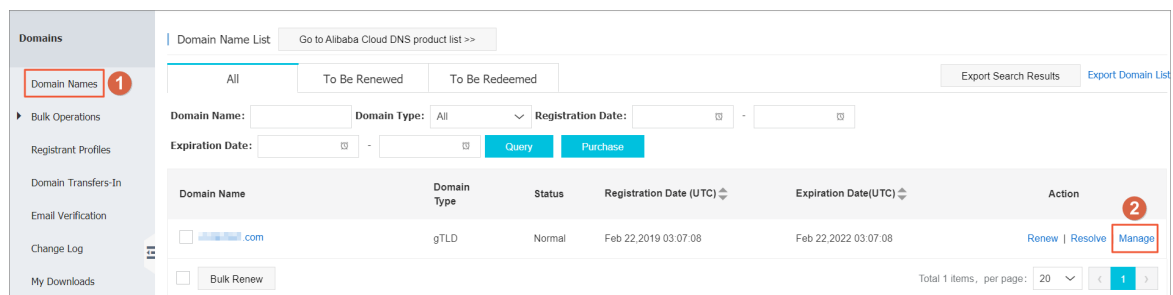 Domains
Domain Names 1
Bulk Operations
Registrant Profiles
Domain Transfers-In
Email Verification
Change Log
My Downloads
Domain Name List Go to Alibaba Cloud DNS product list >>
All To Be Renewed To Be Redeemed Export Search Results Export Domain List
Domain Name: Domain Type: All Registration Date: -
Expiration Date: - Query Purchase
Domain Name Domain Type Status Registration Date (UTC) Expiration Date(UTC) Action
2
.com gTLD Normal Feb 22,2019 03:07:08 Feb 22,2022 03:07:08 Renew | Resolve Manage
Bulk Renew Total 1 items, per page: 20 < 1 >